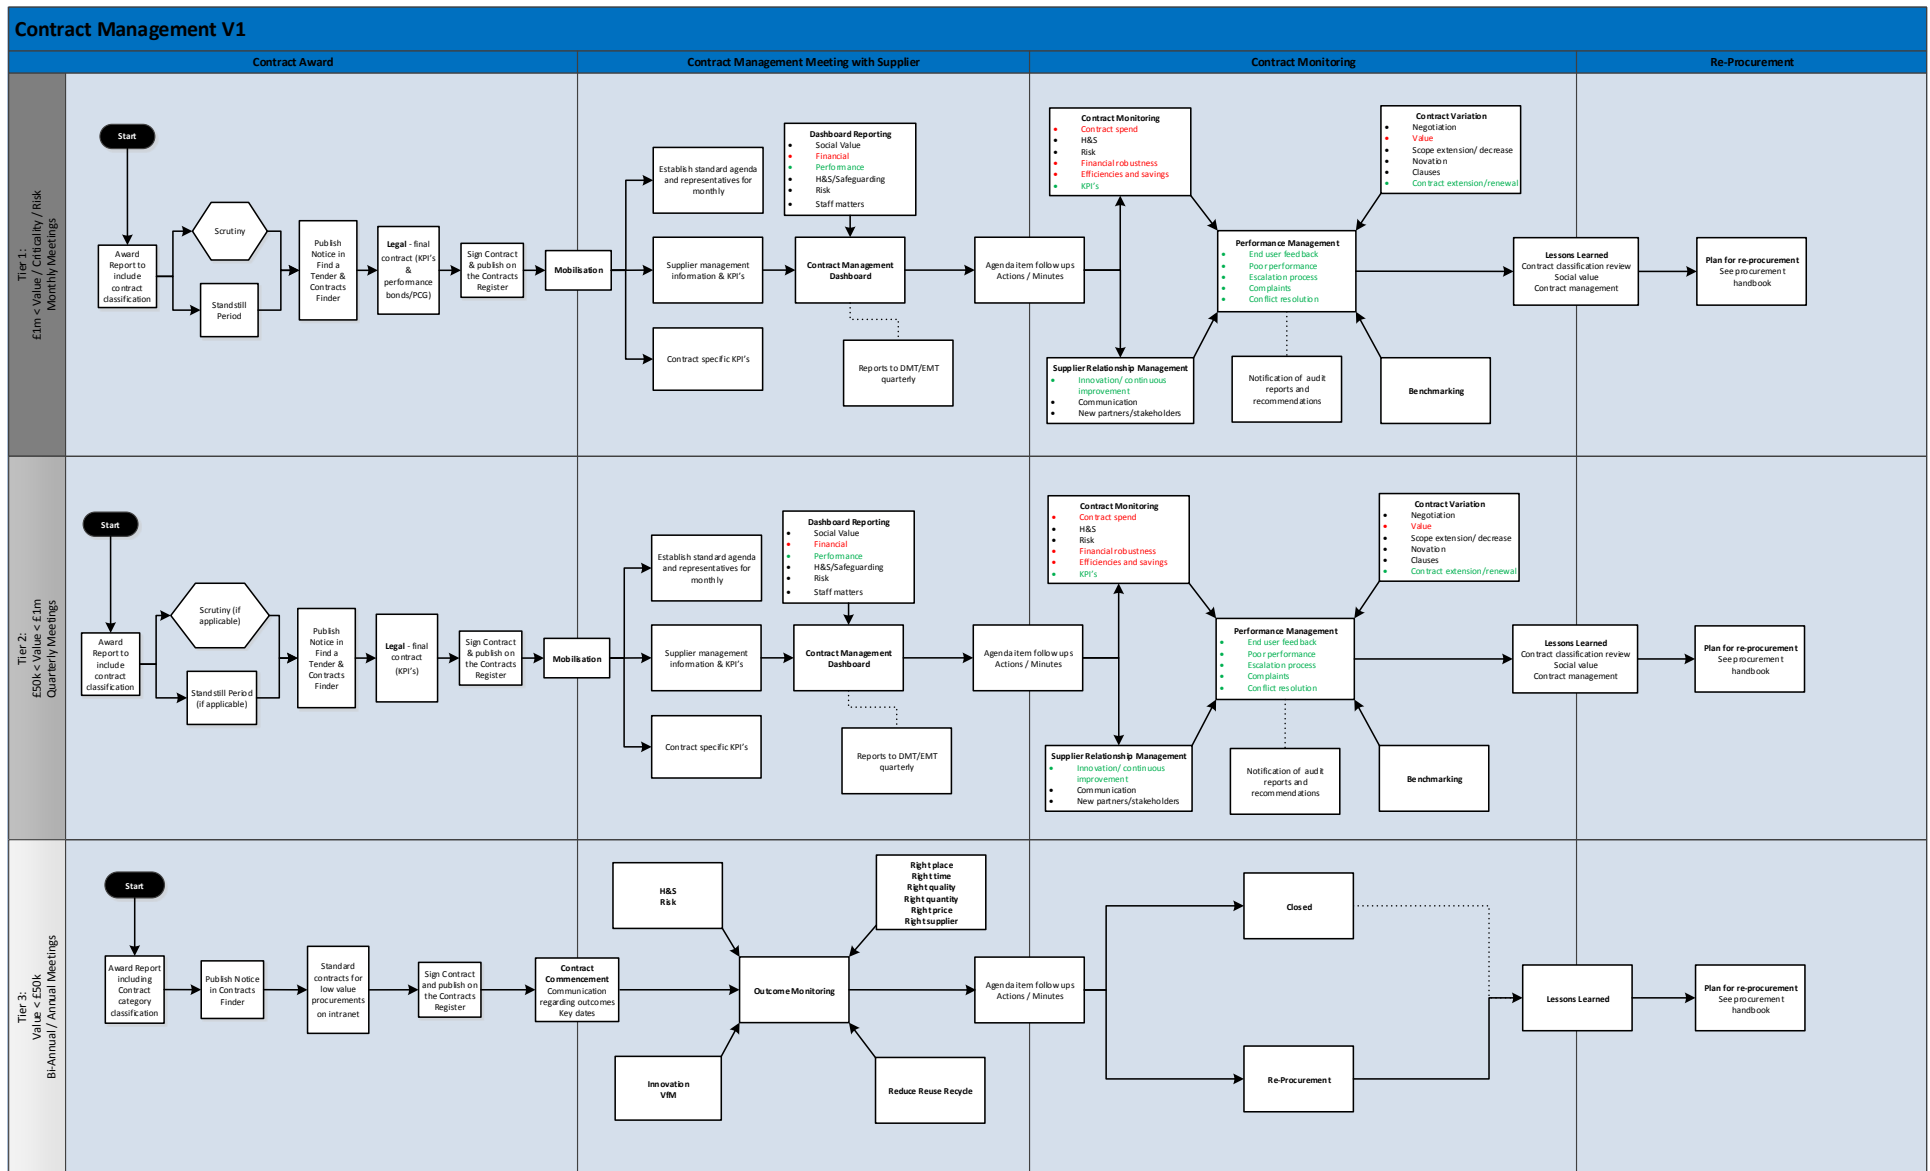 Contract Management V1
Contract Award
Contract Management Meeting with Supplier
Contract Monitoring
Re-Procurement
Tier 1:
£1m < Value / Criticality / Risk
Monthly Meetings
Start
Award
Report to
include
contract
classification
Scrutiny
Standstill
Period
Publish
Notice in
Find a
Tender &
Contracts
Finder
Legal - final
contract (KPI's
&
performance
bonds/PCG)
Sign Contract
& publish on
the Contracts
Register
Mobilisation
Establish standard agenda
and representatives for
monthly
Supplier management
information & KPI's
Contract specific KPI's
Dashboard Reporting
• Social Value
• Financial
• Performance
• H&S/Safeguarding
• Risk
• Staff matters
Contract Management
Dashboard
Reports to DMT/EMT
quarterly
Agenda item follow ups
Actions / Minutes
Contract Monitoring
• Contract spend
• H&S
• Risk
• Financial robustness
• Efficiencies and savings
• KPI's
Supplier Relationship Management
• Innovation/ continuous
improvement
• Communication
• New partners/stakeholders
Contract Variation
• Negotiation
• Value
• Scope extension/ decrease
• Novation
• Clauses
• Contract extension/renewal
Performance Management
• End user feedback
• Poor performance
• Escalation process
• Complaints
• Conflict resolution
Notification of audit
reports and
recommendations
Benchmarking
Lessons Learned
Contract classification review
Social value
Contract management
Plan for re-procurement
See procurement
handbook
Tier 2:
£50k < Value < £1m
Quarterly Meetings
Start
Award
Report to
include
contract
classification
Scrutiny (if
applicable)
Standstill Period
(if applicable)
Publish
Notice in
Find a
Tender &
Contracts
Finder
Legal - final
contract
(KPI's)
Sign Contract
& publish on
the Contracts
Register
Mobilisation
Establish standard agenda
and representatives for
monthly
Supplier management
information & KPI's
Contract specific KPI's
Dashboard Reporting
• Social Value
• Financial
• Performance
• H&S/Safeguarding
• Risk
• Staff matters
Contract Management
Dashboard
Reports to DMT/EMT
quarterly
Agenda item follow ups
Actions / Minutes
Contract Monitoring
• Contract spend
• H&S
• Risk
• Financial robustness
• Efficiencies and savings
• KPI's
Supplier Relationship Management
• Innovation/ continuous
improvement
• Communication
• New partners/stakeholders
Contract Variation
• Negotiation
• Value
• Scope extension/ decrease
• Novation
• Clauses
• Contract extension/renewal
Performance Management
• End user feedback
• Poor performance
• Escalation process
• Complaints
• Conflict resolution
Notification of audit
reports and
recommendations
Benchmarking
Lessons Learned
Contract classification review
Social value
Contract management
Plan for re-procurement
See procurement
handbook
Tier 3:
Value < £50k
Bi-Annual / Annual Meetings
Start
Award Report
including
Contract
category
classification
Publish Notice
in Contracts
Finder
Standard
contracts for
low value
procurements
on intranet
Sign Contract
and publish on
the Contracts
Register
Contract
Commencement
Communication
regarding outcomes
Key dates
H&S
Risk
Right place
Right time
Right quality
Right quantity
Right price
Right supplier
Outcome Monitoring
Innovation
VfM
Reduce Reuse Recycle
Agenda item follow ups
Actions / Minutes
Closed
Re-Procurement
Lessons Learned
Plan for re-procurement
See procurement
handbook